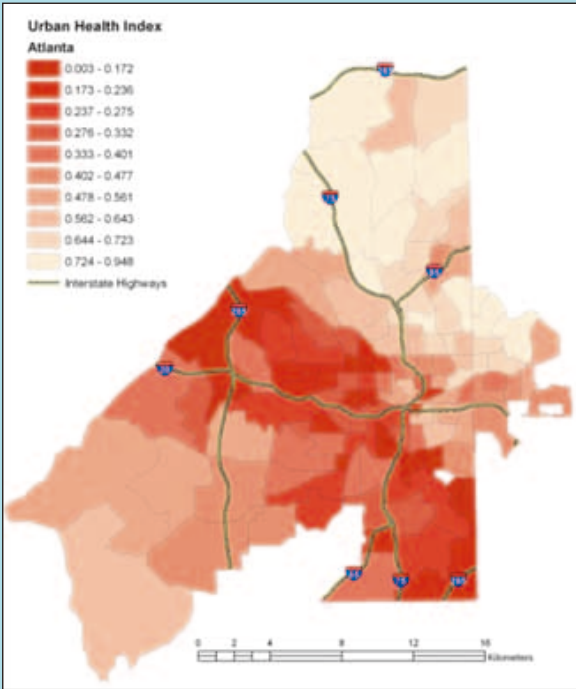 Urban Health Index
Atlanta
0.003 - 0.172
0.173 - 0.236
0.237 - 0.275
0.276 - 0.332
0.333 - 0.401
0.402 - 0.477
0.478 - 0.561
0.562 - 0.643
0.644 - 0.723
0.724 - 0.948
Interstate Highways
75
85
285
20
85
75
285
0 2 4 8 12 16
Kilometers